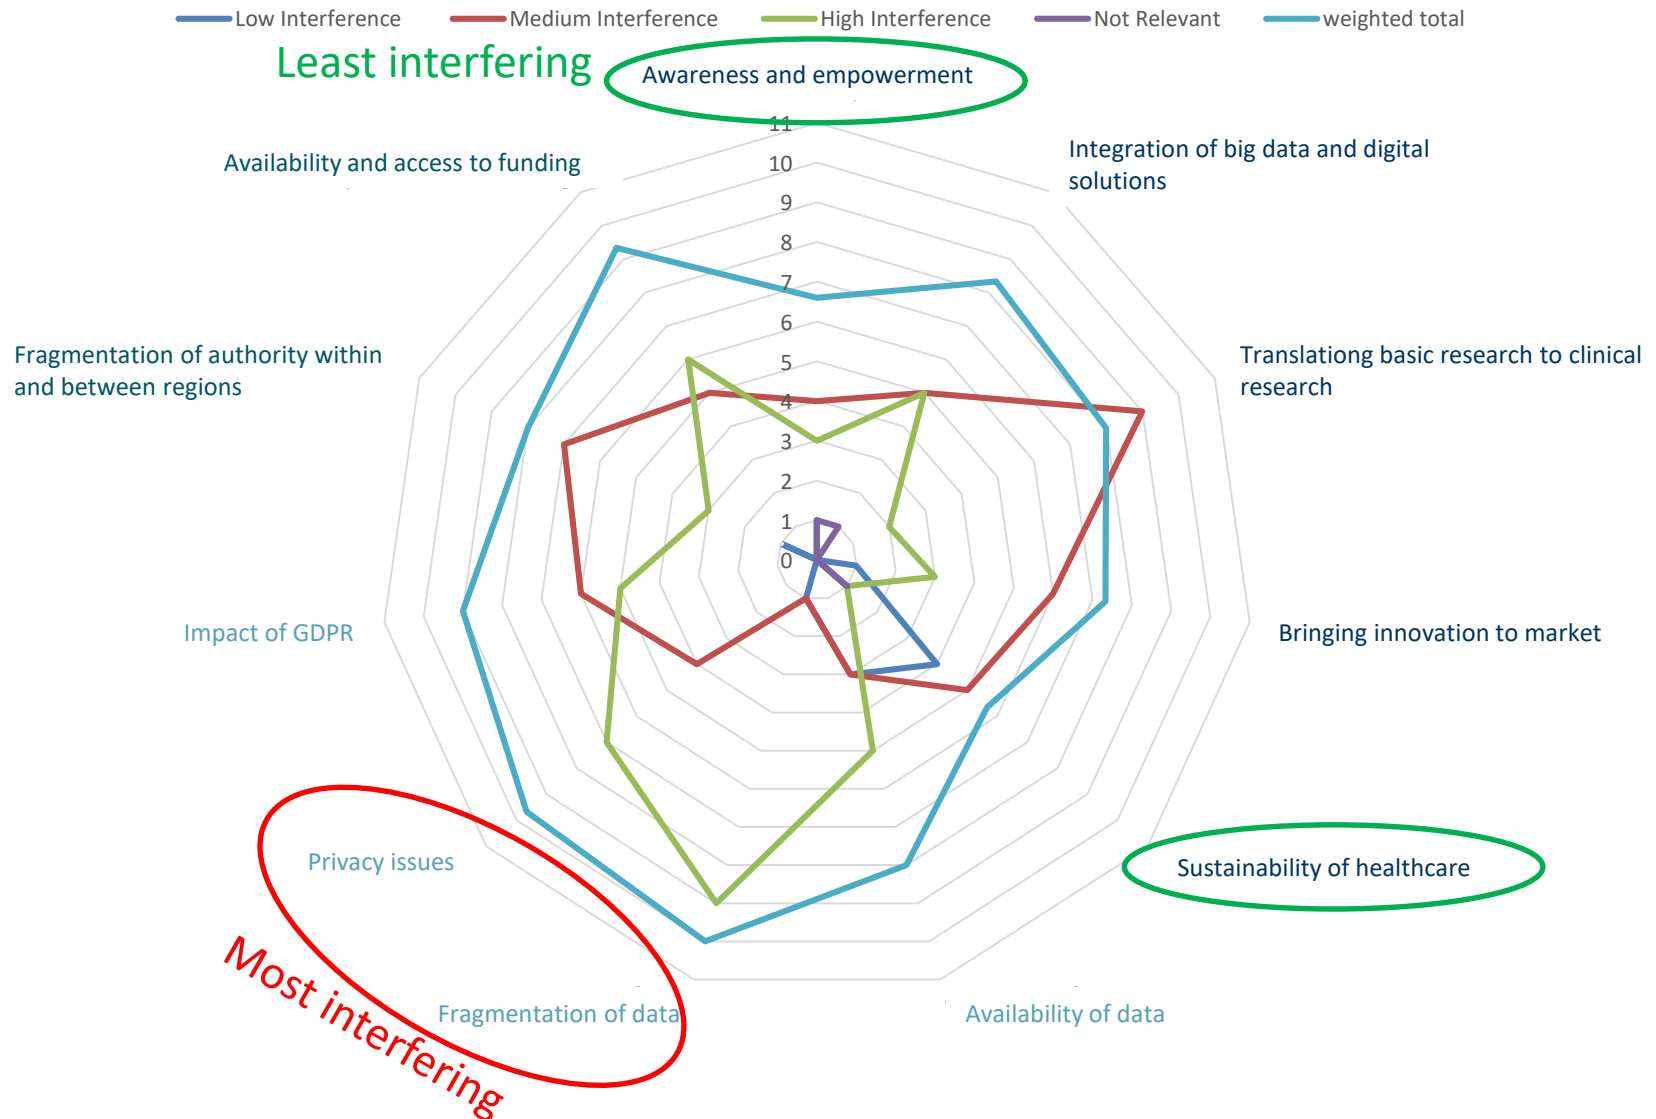 Low Interference Medium Interference High Interference Not Relevant weighted total
Least interfering
Awareness and empowerment
Availability and access to funding
Integration of big data and digital
solutions
Fragmentation of authority within
and between regions
Translationg basic research to clinical
research
11
10
9
8
7
6
5
4
3
2
1
0
Impact of GDPR
Bringing innovation to market
Privacy issues
Sustainability of healthcare
Most interfering
Fragmentation of data
Availability of data